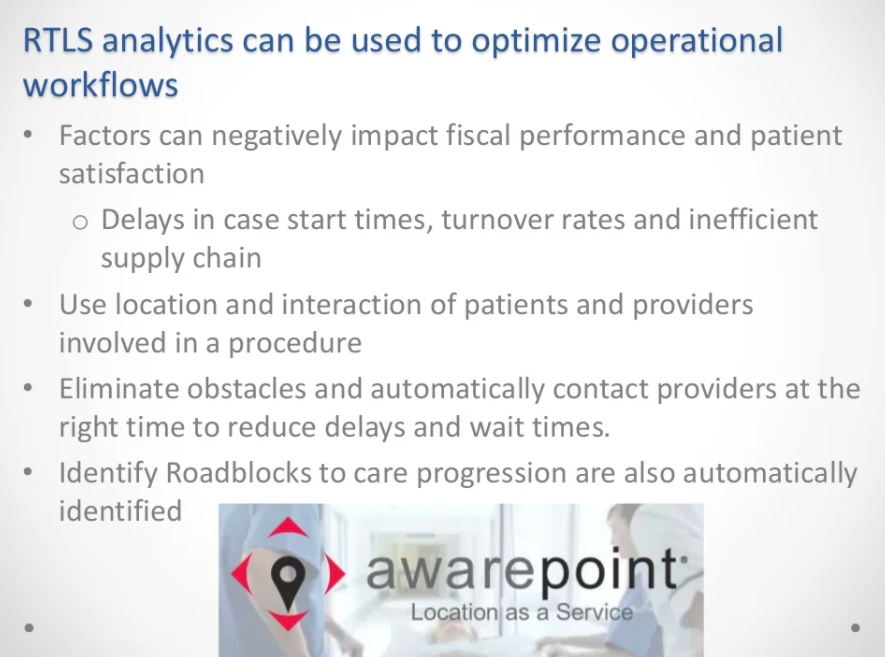 RTLS analytics can be used to optimize operational
workflows
• Factors can negatively impact fiscal performance and patient
satisfaction
o Delays in case start times, turnover rates and inefficient
supply chain
• Use location and interaction of patients and providers
involved in a procedure
• Eliminate obstacles and automatically contact providers at the
right time to reduce delays and wait times.
• Identify Roadblocks to care progression are also automatically
identified
awarepoint
Location as a Service